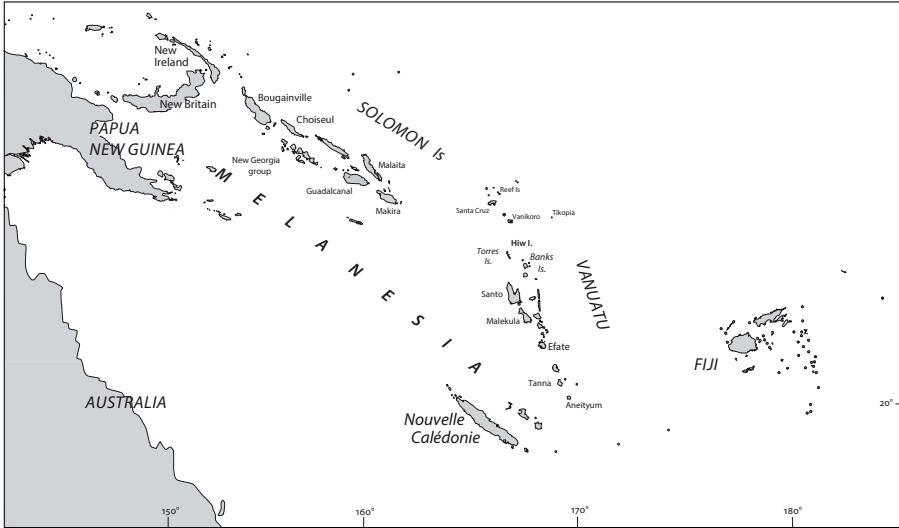 New
Ireland
New Britain
Bougainville
Choiseul
SOLOMON Is
PAPUA
NEW GUINEA
New Georgia
group
Malaita
Guadalcanal
Makira
MELANESIA
Reef Is
Santa Cruz
Vanikoro
Tikopia
Hiw I.
Torres
Is.
Banks
Is.
VANUATU
Santo
Malekula
Efate
FIJI
Tanna
Aneityum
AUSTRALIA
Nouvelle
Calédonie
20°
150°
160°
170°
180°